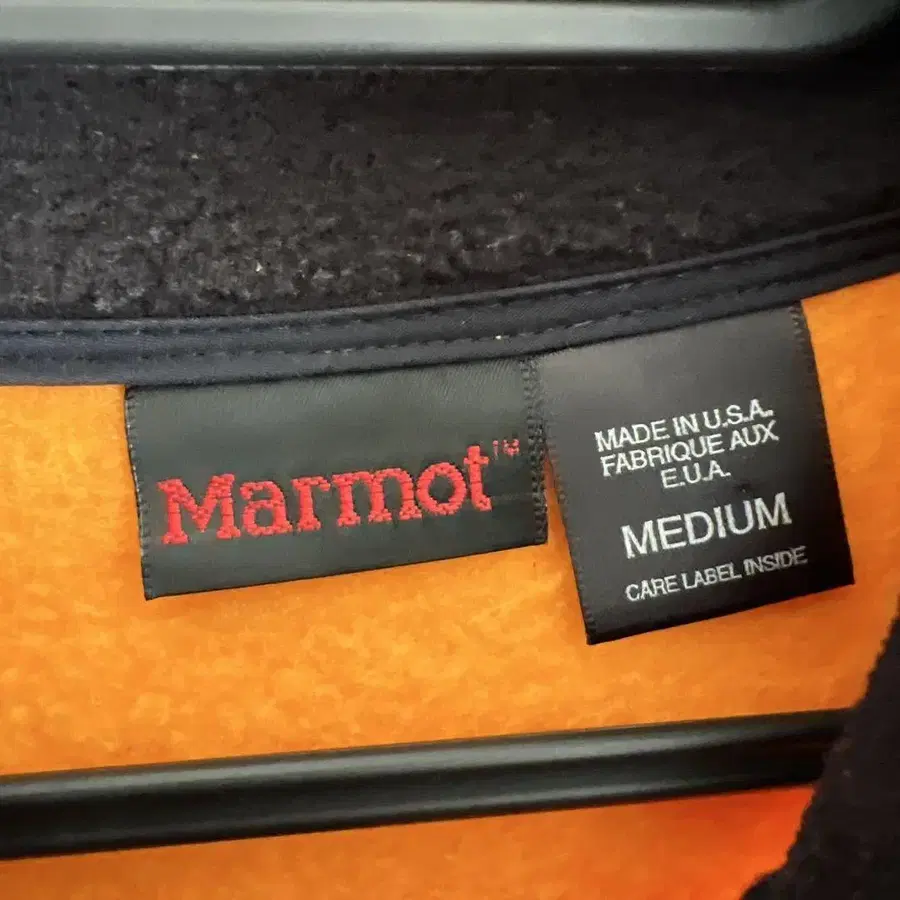 Marmot™
MADE IN U.S.A.
FABRIQUE AUX
E.U.A.
MEDIUM
CARE LABEL INSIDE